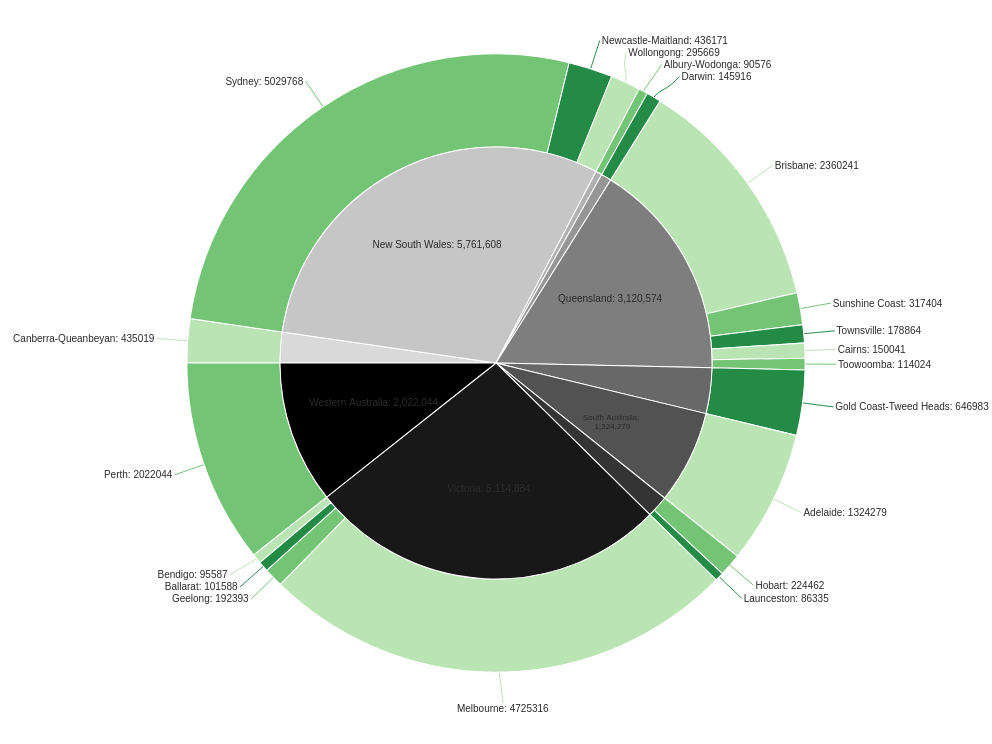 Newcastle-Maitland: 436171
Wollongong: 295669
Albury-Wodonga: 90576
Darwin: 145916
Sydney: 5029768
Brisbane: 2360241
New South Wales: 5,761,608
Queensland: 3,120,574
Sunshine Coast: 317404
Townsville: 178864
Canberra-Queanbeyan: 435019
Cairns: 150041
Toowoomba: 114024
Western Australia: 2,022,044
Gold Coast-Tweed Heads: 646983
South Australia:
1,324,279
Perth: 2022044
Victoria: 5,114,884
Adelaide: 1324279
Bendigo: 95587
Ballarat: 101588
Geelong: 192393
Hobart: 224462
Launceston: 86335
Melbourne: 4725316